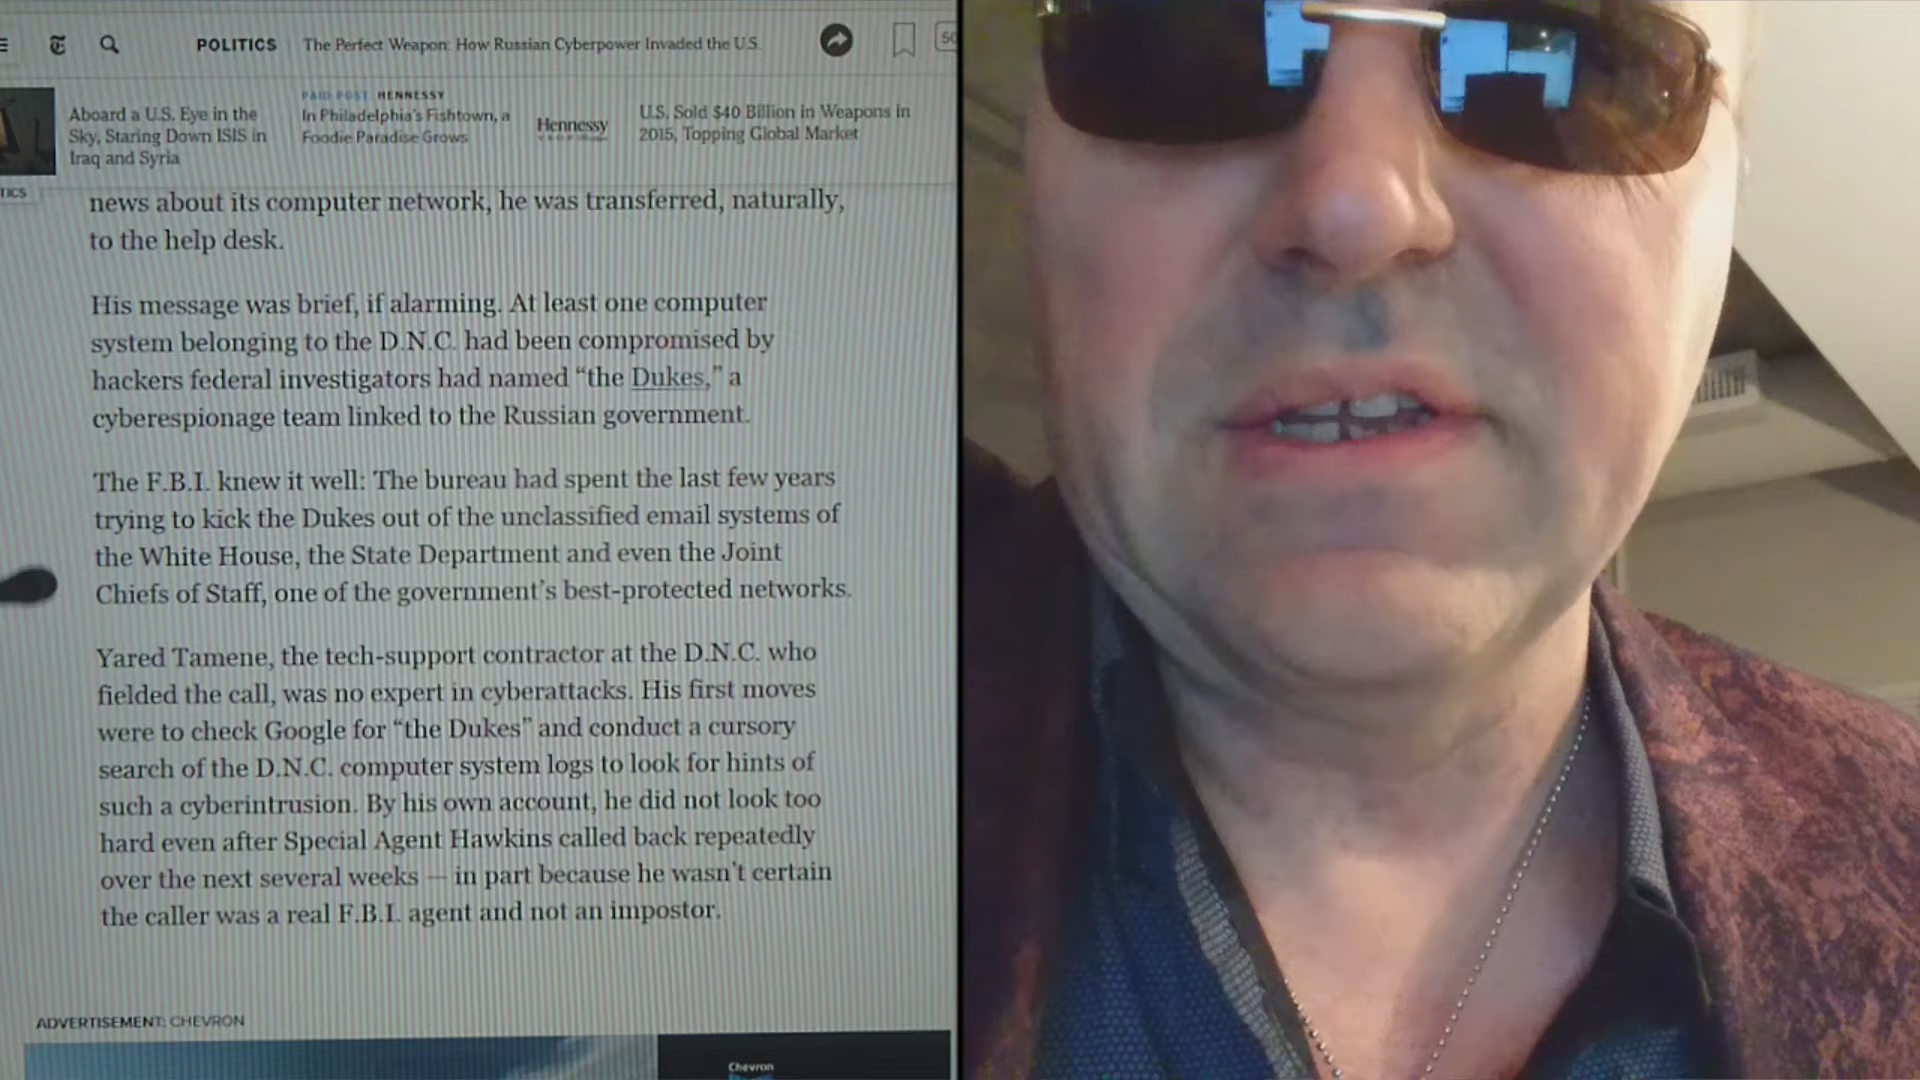 POLITICS The Perfect Weapon: How Russian Cyberpower Invaded the U.S.
50
Aboard a U.S. Eye in the
Sky, Staring Down ISIS in
Iraq and Syria
PAID POST: HENNESSY
In Philadelphia's Fishtown, a
Foodie Paradise Grows
Hennessy
U.S. Sold $40 Billion in Weapons in
2015, Topping Global Market
TICS
news about its computer network, he was transferred, naturally,
to the help desk.
His message was brief, if alarming. At least one computer
system belonging to the D.N.C. had been compromised by
hackers federal investigators had named “the Dukes,” a
cyberespionage team linked to the Russian government.
The F.B.I. knew it well: The bureau had spent the last few years
trying to kick the Dukes out of the unclassified email systems of
the White House, the State Department and even the Joint
Chiefs of Staff, one of the government’s best-protected networks.
Yared Tamene, the tech-support contractor at the D.N.C. who
fielded the call, was no expert in cyberattacks. His first moves
were to check Google for “the Dukes” and conduct a cursory
search of the D.N.C. computer system logs to look for hints of
such a cyberintrusion. By his own account, he did not look too
hard even after Special Agent Hawkins called back repeatedly
over the next several weeks — in part because he wasn’t certain
the caller was a real F.B.I. agent and not an impostor.
ADVERTISEMENT: CHEVRON
Chevron